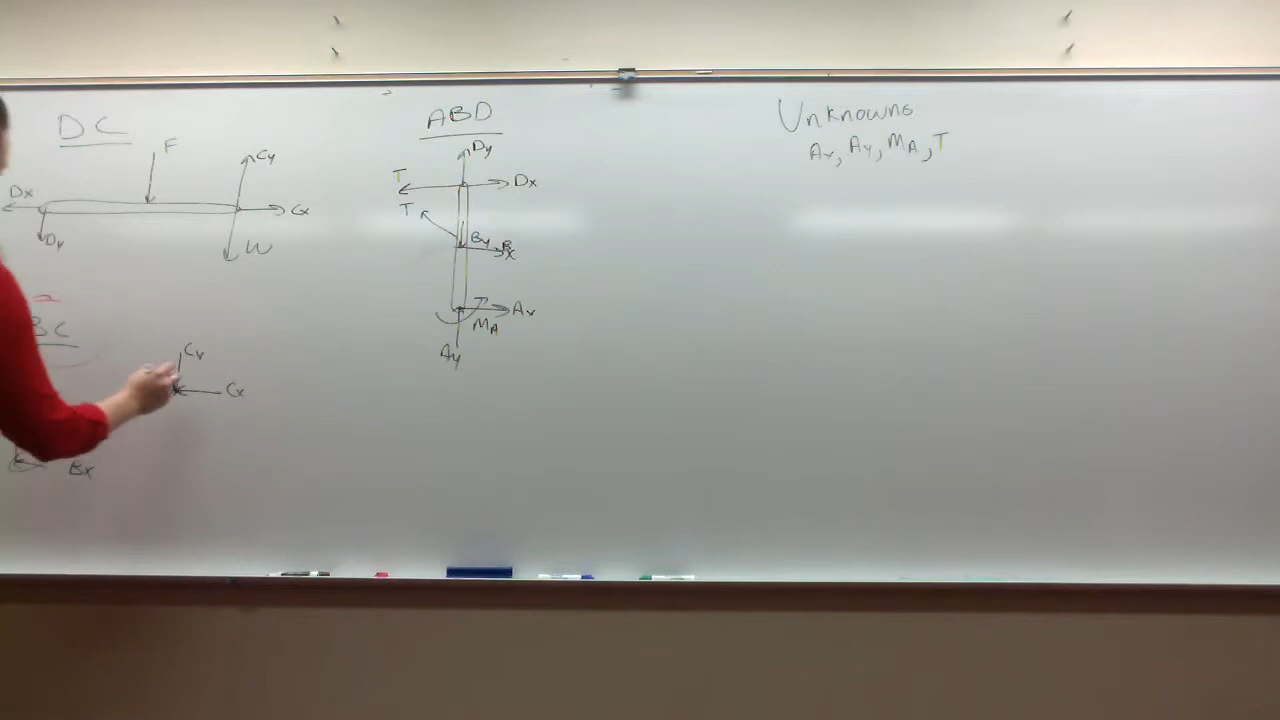 DC
F
Cy
Dx
Cx
Dy
W
BC
Cy
Cx
Bx
ABD
Dy
T
Dx
T
By
Bx
Ax
MA
Ay
Unknowns
Ax, Ay, MA, T